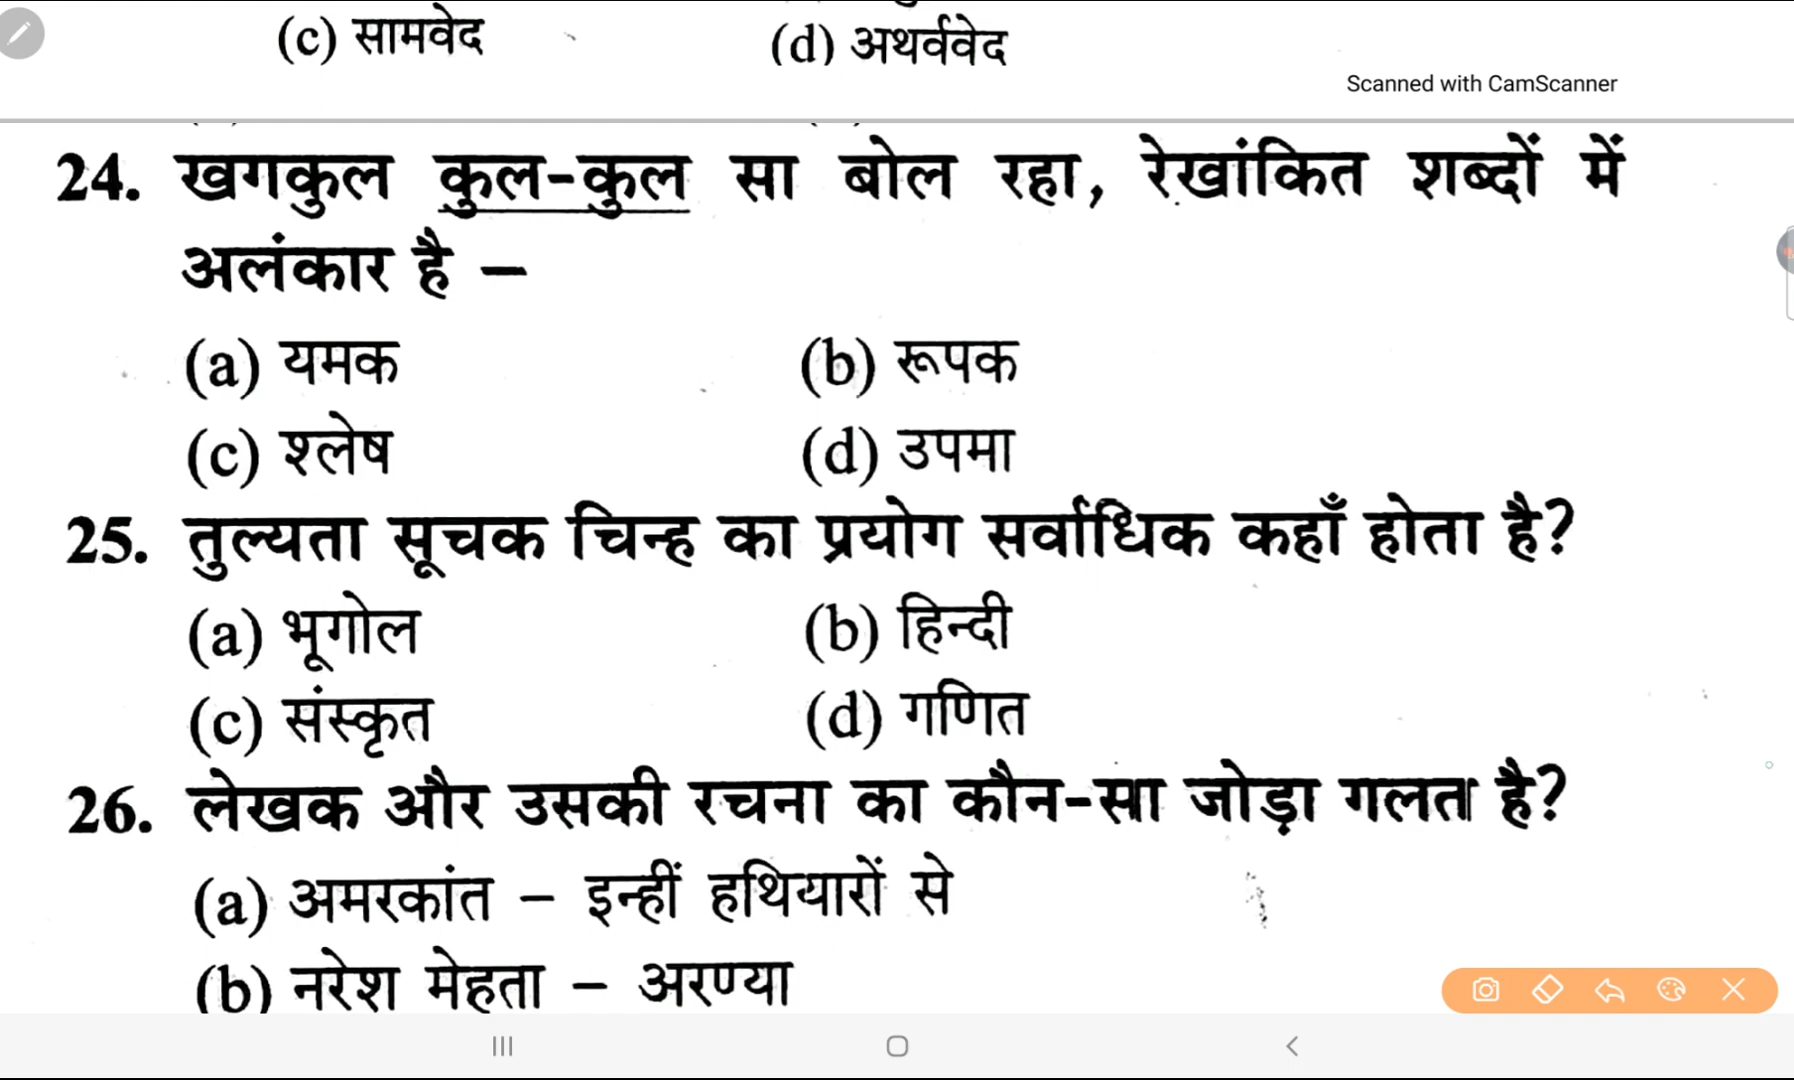 (c) सामवेद (d) अथर्ववेद
Scanned with CamScanner
24. खगकुल कुल-कुल सा बोल रहा, रेखांकित शब्दों में
अलंकार है –
(a) यमक (b) रूपक
(c) श्लेष (d) उपमा
25. तुल्यता सूचक चिन्ह का प्रयोग सर्वाधिक कहाँ होता है?
(a) भूगोल (b) हिन्दी
(c) संस्कृत (d) गणित
26. लेखक और उसकी रचना का कौन-सा जोड़ा गलत है?
(a) अमरकांत – इन्हीं हथियारों से
(b) नरेश मेहता – अरण्या